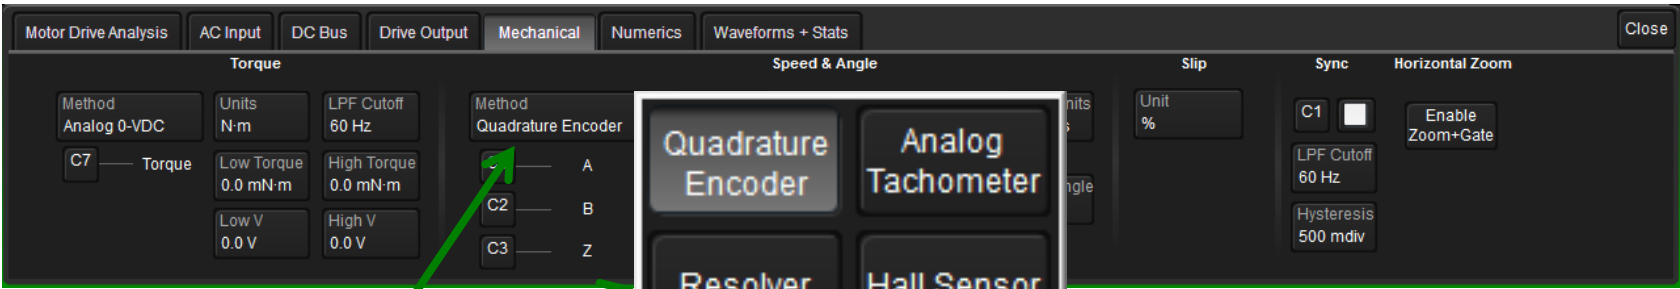 Motor Drive Analysis AC Input DC Bus Drive Output Mechanical Numerics Waveforms + Stats Close
Torque Speed & Angle Slip Sync Horizontal Zoom
Method
Analog 0-VDC
C7 Torque
Units
N·m
LPF Cutoff
60 Hz
Low Torque
0.0 mN·m
High Torque
0.0 mN·m
Low V
0.0 V
High V
0.0 V
Method
Quadrature Encoder
A
C2 B
C3 Z
Quadrature
Encoder
Analog
Tachometer
Resolver
Hall Sensor
Unit
%
C1
LPF Cutoff
60 Hz
Hysteresis
500 mdiv
Enable
Zoom+Gate